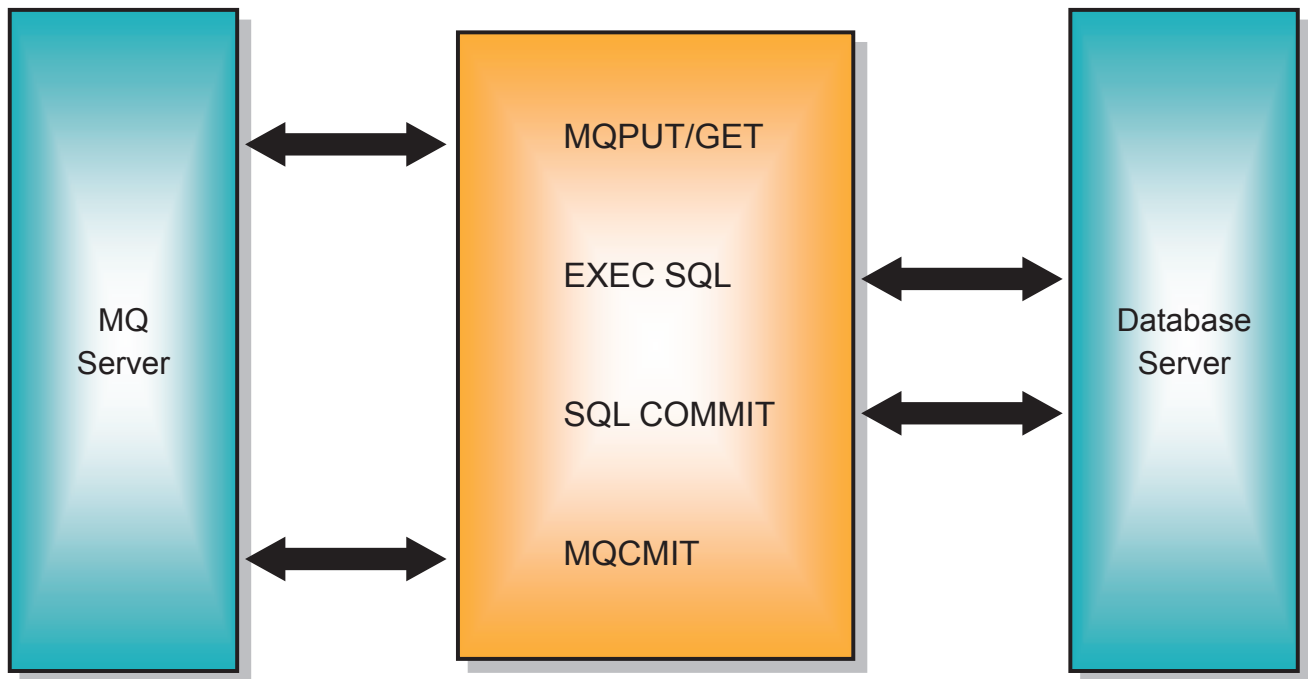 MQ
Server
MQPUT/GET
EXEC SQL
SQL COMMIT
MQCMIT
Database
Server